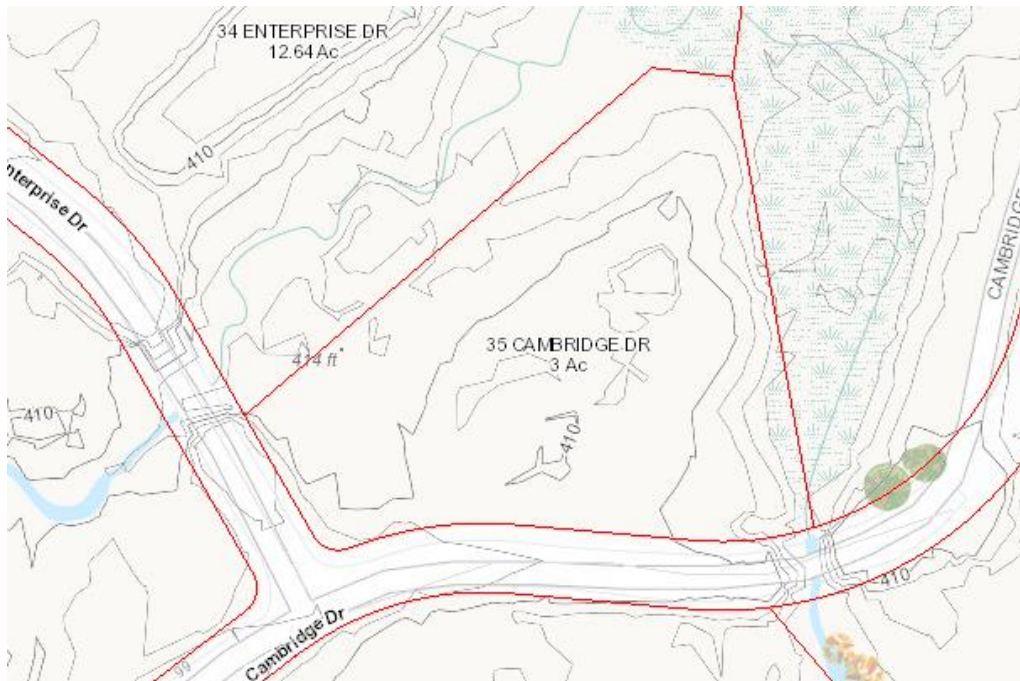 34 ENTERPRISE DR
12.64 Ac
410
nterprise Dr
CAMBRIDGE
35 CAMBRIDGE DR
3 Ac
414 ft
410
410
410
Cambridge Dr
99